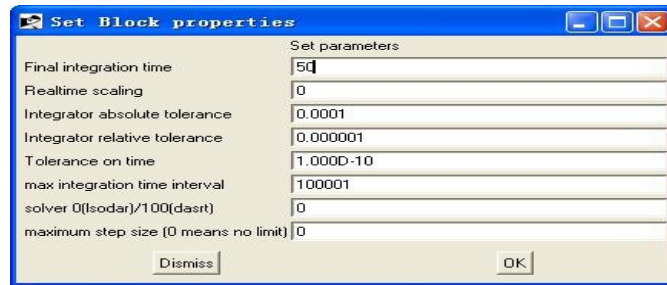 Set Block properties
Set parameters
Final integration time 50
Realtime scaling 0
Integrator absolute tolerance 0.0001
Integrator relative tolerance 0.000001
Tolerance on time 1.000D-10
max integration time interval 100001
solver 0(lsodar)/100(dasrt) 0
maximum step size (0 means no limit) 0
Dismiss OK